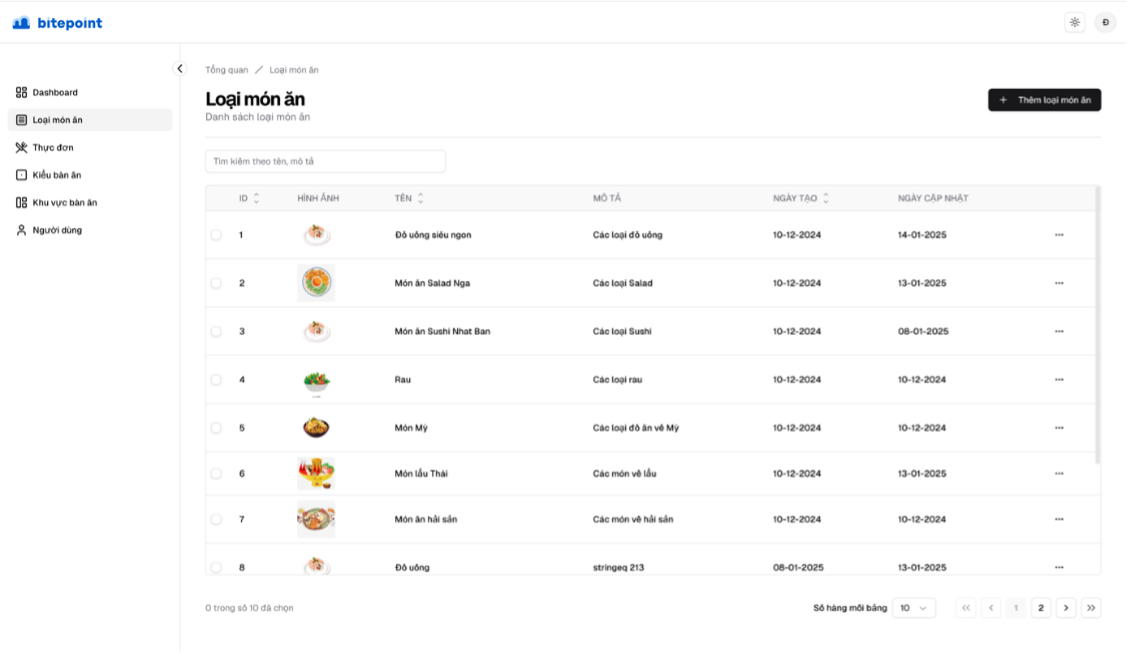 bitepoint
Đ
Dashboard
Loại món ăn
Thực đơn
Kiểu bàn ăn
Khu vực bàn ăn
Người dùng
Tổng quan / Loại món ăn
Loại món ăn
Danh sách loại món ăn
+ Thêm loại món ăn
Tìm kiếm theo tên, mô tả
ID HÌNH ẢNH TÊN MÔ TẢ NGÀY TẠO NGÀY CẬP NHẬT
1 Đồ uống siêu ngon Các loại đồ uống 10-12-2024 14-01-2025 ...
2 Món ăn Salad Nga Các loại Salad 10-12-2024 13-01-2025 ...
3 Món ăn Sushi Nhat Ban Các loại Sushi 10-12-2024 08-01-2025 ...
4 Rau Các loại rau 10-12-2024 10-12-2024 ...
5 Món Mỳ Các loại đồ ăn về Mỳ 10-12-2024 10-12-2024 ...
6 Món lẩu Thái Các món về lẩu 10-12-2024 13-01-2025 ...
7 Món ăn hải sản Các món về hải sản 10-12-2024 10-12-2024 ...
8 Đồ uống stringeq 213 08-01-2025 13-01-2025 ...
0 trong số 10 đã chọn
Số hàng mỗi bảng 10 << < 1 2 > >>